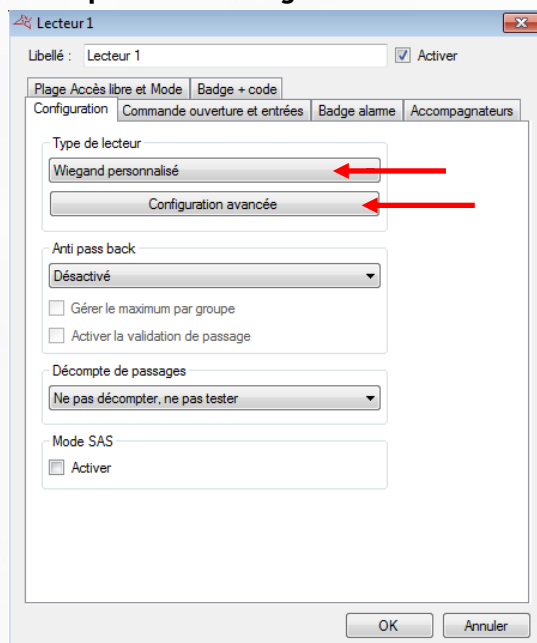 Lecteur 1
Libellé : Lecteur 1 Activer
Plage Accès libre et Mode Badge + code
Configuration Commande ouverture et entrées Badge alarme Accompagnateurs
Type de lecteur
Wiegand personnalisé
Configuration avancée
Anti pass back
Désactivé
Gérer le maximum par groupe
Activer la validation de passage
Décompte de passages
Ne pas décompter, ne pas tester
Mode SAS
Activer
OK Annuler